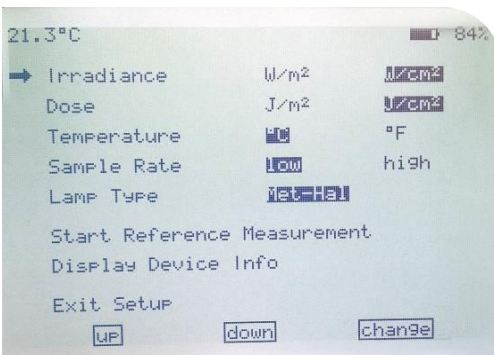 21.3°C 84%
Irradiance W/m² W/cm²
Dose J/m² J/cm²
Temperature °C °F
Sample Rate low high
Lamp Type Met-Hal
Start Reference Measurement
Display Device Info
Exit Setup
up down change